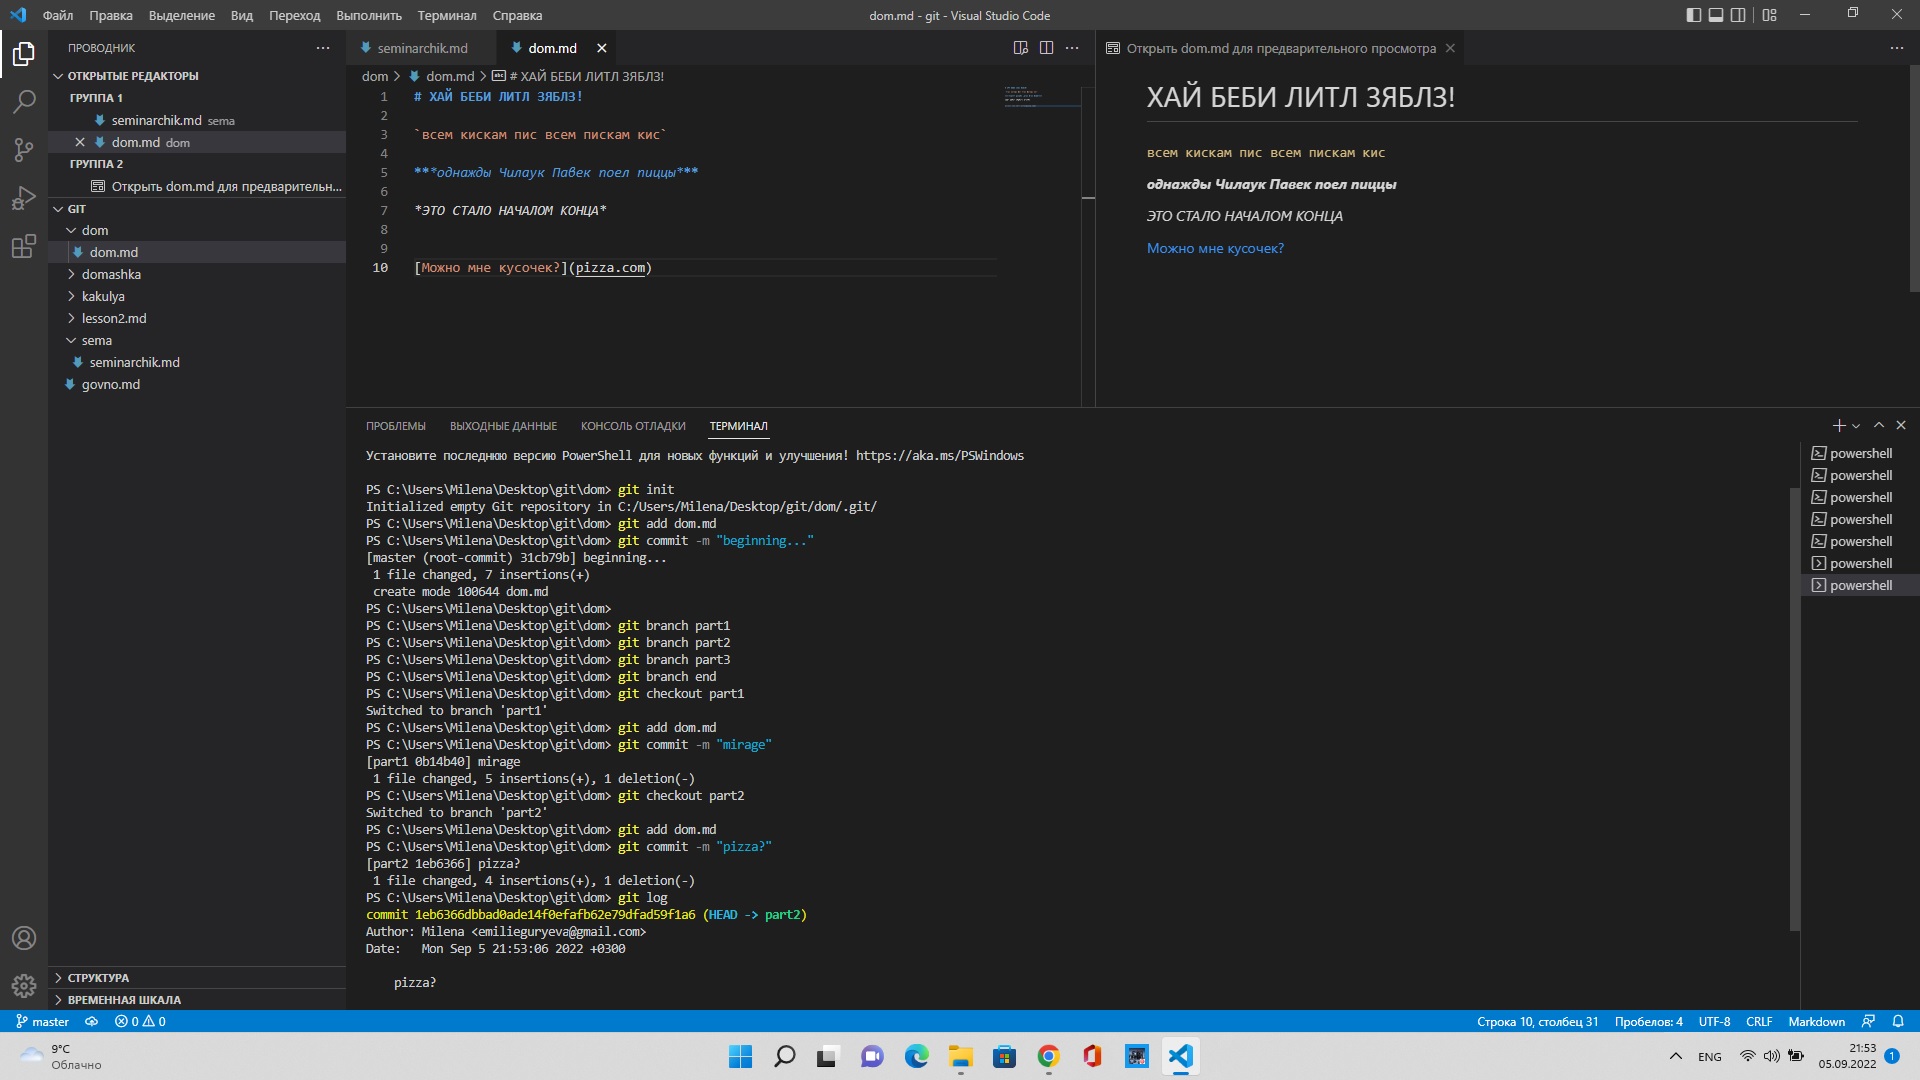 Файл Правка Выделение Вид Переход Выполнить Терминал Справка
dom.md - git - Visual Studio Code
ПРОВОДНИК
ОТКРЫТЫЕ РЕДАКТОРЫ
ГРУППА 1
seminarchik.md sema
dom.md dom
ГРУППА 2
Открыть dom.md для предварительн...
GIT
dom
dom.md
domashka
kakulya
lesson2.md
sema
seminarchik.md
govno.md
СТРУКТУРА
ВРЕМЕННАЯ ШКАЛА
seminarchik.md dom.md
dom > dom.md > # ХАЙ БЕБИ ЛИТЛ ЗЯБЛЗ!
1 # ХАЙ БЕБИ ЛИТЛ ЗЯБЛЗ!
2
3 `всем кискам пис всем пискам кис`
4
5 ***однажды Чилаук Павек поел пиццы***
6
7 *ЭТО СТАЛО НАЧАЛОМ КОНЦА*
8
9
10 [Можно мне кусочек?](pizza.com)
Открыть dom.md для предварительного просмотра
ХАЙ БЕБИ ЛИТЛ ЗЯБЛЗ!
всем кискам пис всем пискам кис
однажды Чилаук Павек поел пиццы
ЭТО СТАЛО НАЧАЛОМ КОНЦА
Можно мне кусочек?
ПРОБЛЕМЫ ВЫХОДНЫЕ ДАННЫЕ КОНСОЛЬ ОТЛАДКИ ТЕРМИНАЛ
Установите последнюю версию PowerShell для новых функций и улучшения! https://aka.ms/PSWindows
PS C:\Users\Milena\Desktop\git\dom> git init
Initialized empty Git repository in C:/Users/Milena/Desktop/git/dom/.git/
PS C:\Users\Milena\Desktop\git\dom> git add dom.md
PS C:\Users\Milena\Desktop\git\dom> git commit -m "beginning..."
[master (root-commit) 31cb79b] beginning...
1 file changed, 7 insertions(+)
create mode 100644 dom.md
PS C:\Users\Milena\Desktop\git\dom>
PS C:\Users\Milena\Desktop\git\dom> git branch part1
PS C:\Users\Milena\Desktop\git\dom> git branch part2
PS C:\Users\Milena\Desktop\git\dom> git branch part3
PS C:\Users\Milena\Desktop\git\dom> git branch end
PS C:\Users\Milena\Desktop\git\dom> git checkout part1
Switched to branch 'part1'
PS C:\Users\Milena\Desktop\git\dom> git add dom.md
PS C:\Users\Milena\Desktop\git\dom> git commit -m "mirage"
[part1 0b14b40] mirage
1 file changed, 5 insertions(+), 1 deletion(-)
PS C:\Users\Milena\Desktop\git\dom> git checkout part2
Switched to branch 'part2'
PS C:\Users\Milena\Desktop\git\dom> git add dom.md
PS C:\Users\Milena\Desktop\git\dom> git commit -m "pizza?"
[part2 1eb6366] pizza?
1 file changed, 4 insertions(+), 1 deletion(-)
PS C:\Users\Milena\Desktop\git\dom> git log
commit 1eb6366dbbad0ade14f0efafb62e79dfad59f1a6 (HEAD -> part2)
Author: Milena <emilieguryeva@gmail.com>
Date: Mon Sep 5 21:53:06 2022 +0300
pizza?
powershell
powershell
powershell
powershell
powershell
powershell
powershell
master 0 0
Строка 10, столбец 31 Пробелов: 4 UTF-8 CRLF Markdown
9°C
Облачно
ENG
21:53
05.09.2022
1